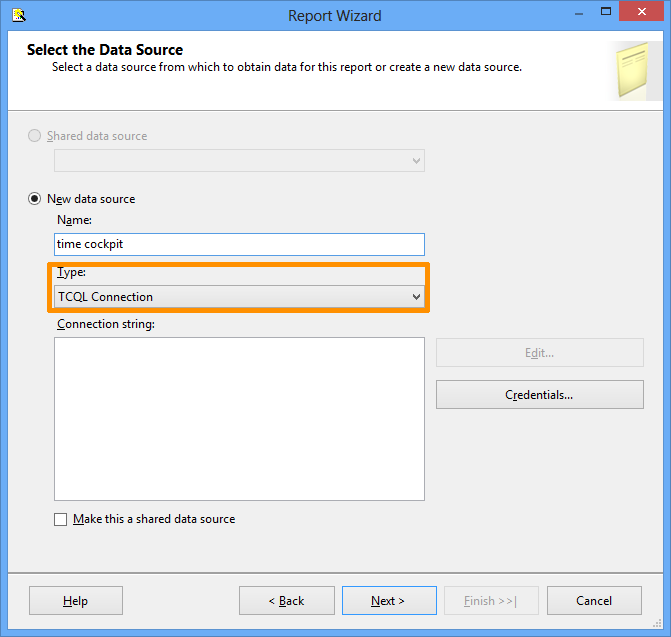 Report Wizard
Select the Data Source
Select a data source from which to obtain data for this report or create a new data source.
Shared data source
New data source
Name:
time cockpit
Type:
TCQL Connection
Connection string:
Edit...
Credentials...
Make this a shared data source
Help
< Back
Next >
Finish >>|
Cancel